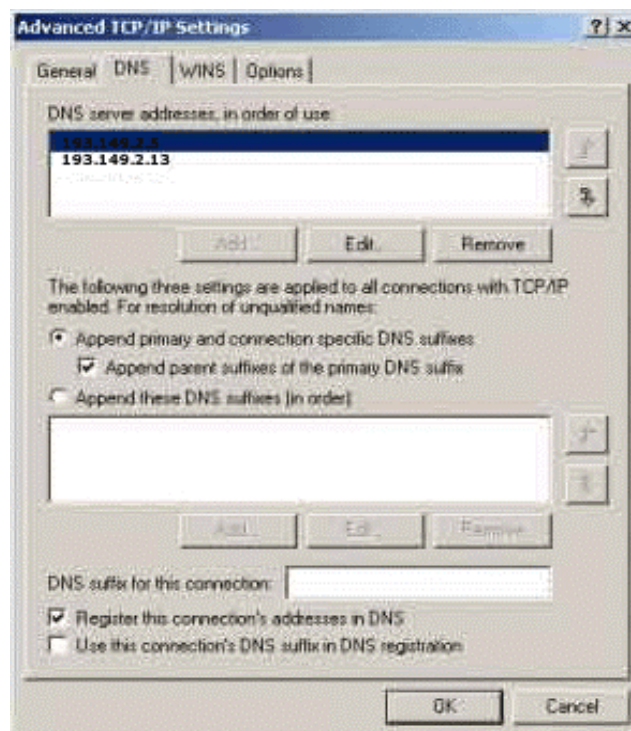 Advanced TCP/IP Settings
General DNS WINS Options
DNS server addresses, in order of use:
193.149.2.5
193.149.2.13
Add... Edit... Remove
The following three settings are applied to all connections with TCP/IP
enabled. For resolution of unqualified names:
Append primary and connection specific DNS suffixes
Append parent suffixes of the primary DNS suffix
Append these DNS suffixes (in order):
Add... Edit... Remove
DNS suffix for this connection:
Register this connection's addresses in DNS
Use this connection's DNS suffix in DNS registration
OK Cancel